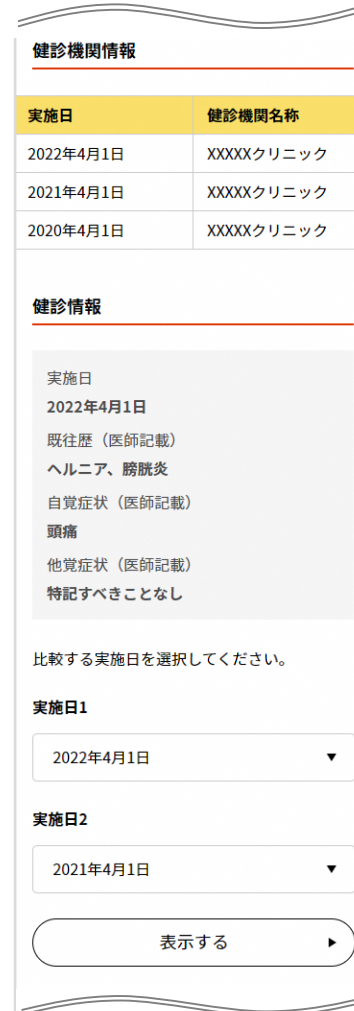 健診機関情報
実施日 健診機関名称
2022年4月1日 XXXXXクリニック
2021年4月1日 XXXXXクリニック
2020年4月1日 XXXXXクリニック
健診情報
実施日
2022年4月1日
既往歴（医師記載）
ヘルニア、膀胱炎
自覚症状（医師記載）
頭痛
他覚症状（医師記載）
特記すべきことなし
比較する実施日を選択してください。
実施日1
2022年4月1日
実施日2
2021年4月1日
表示する